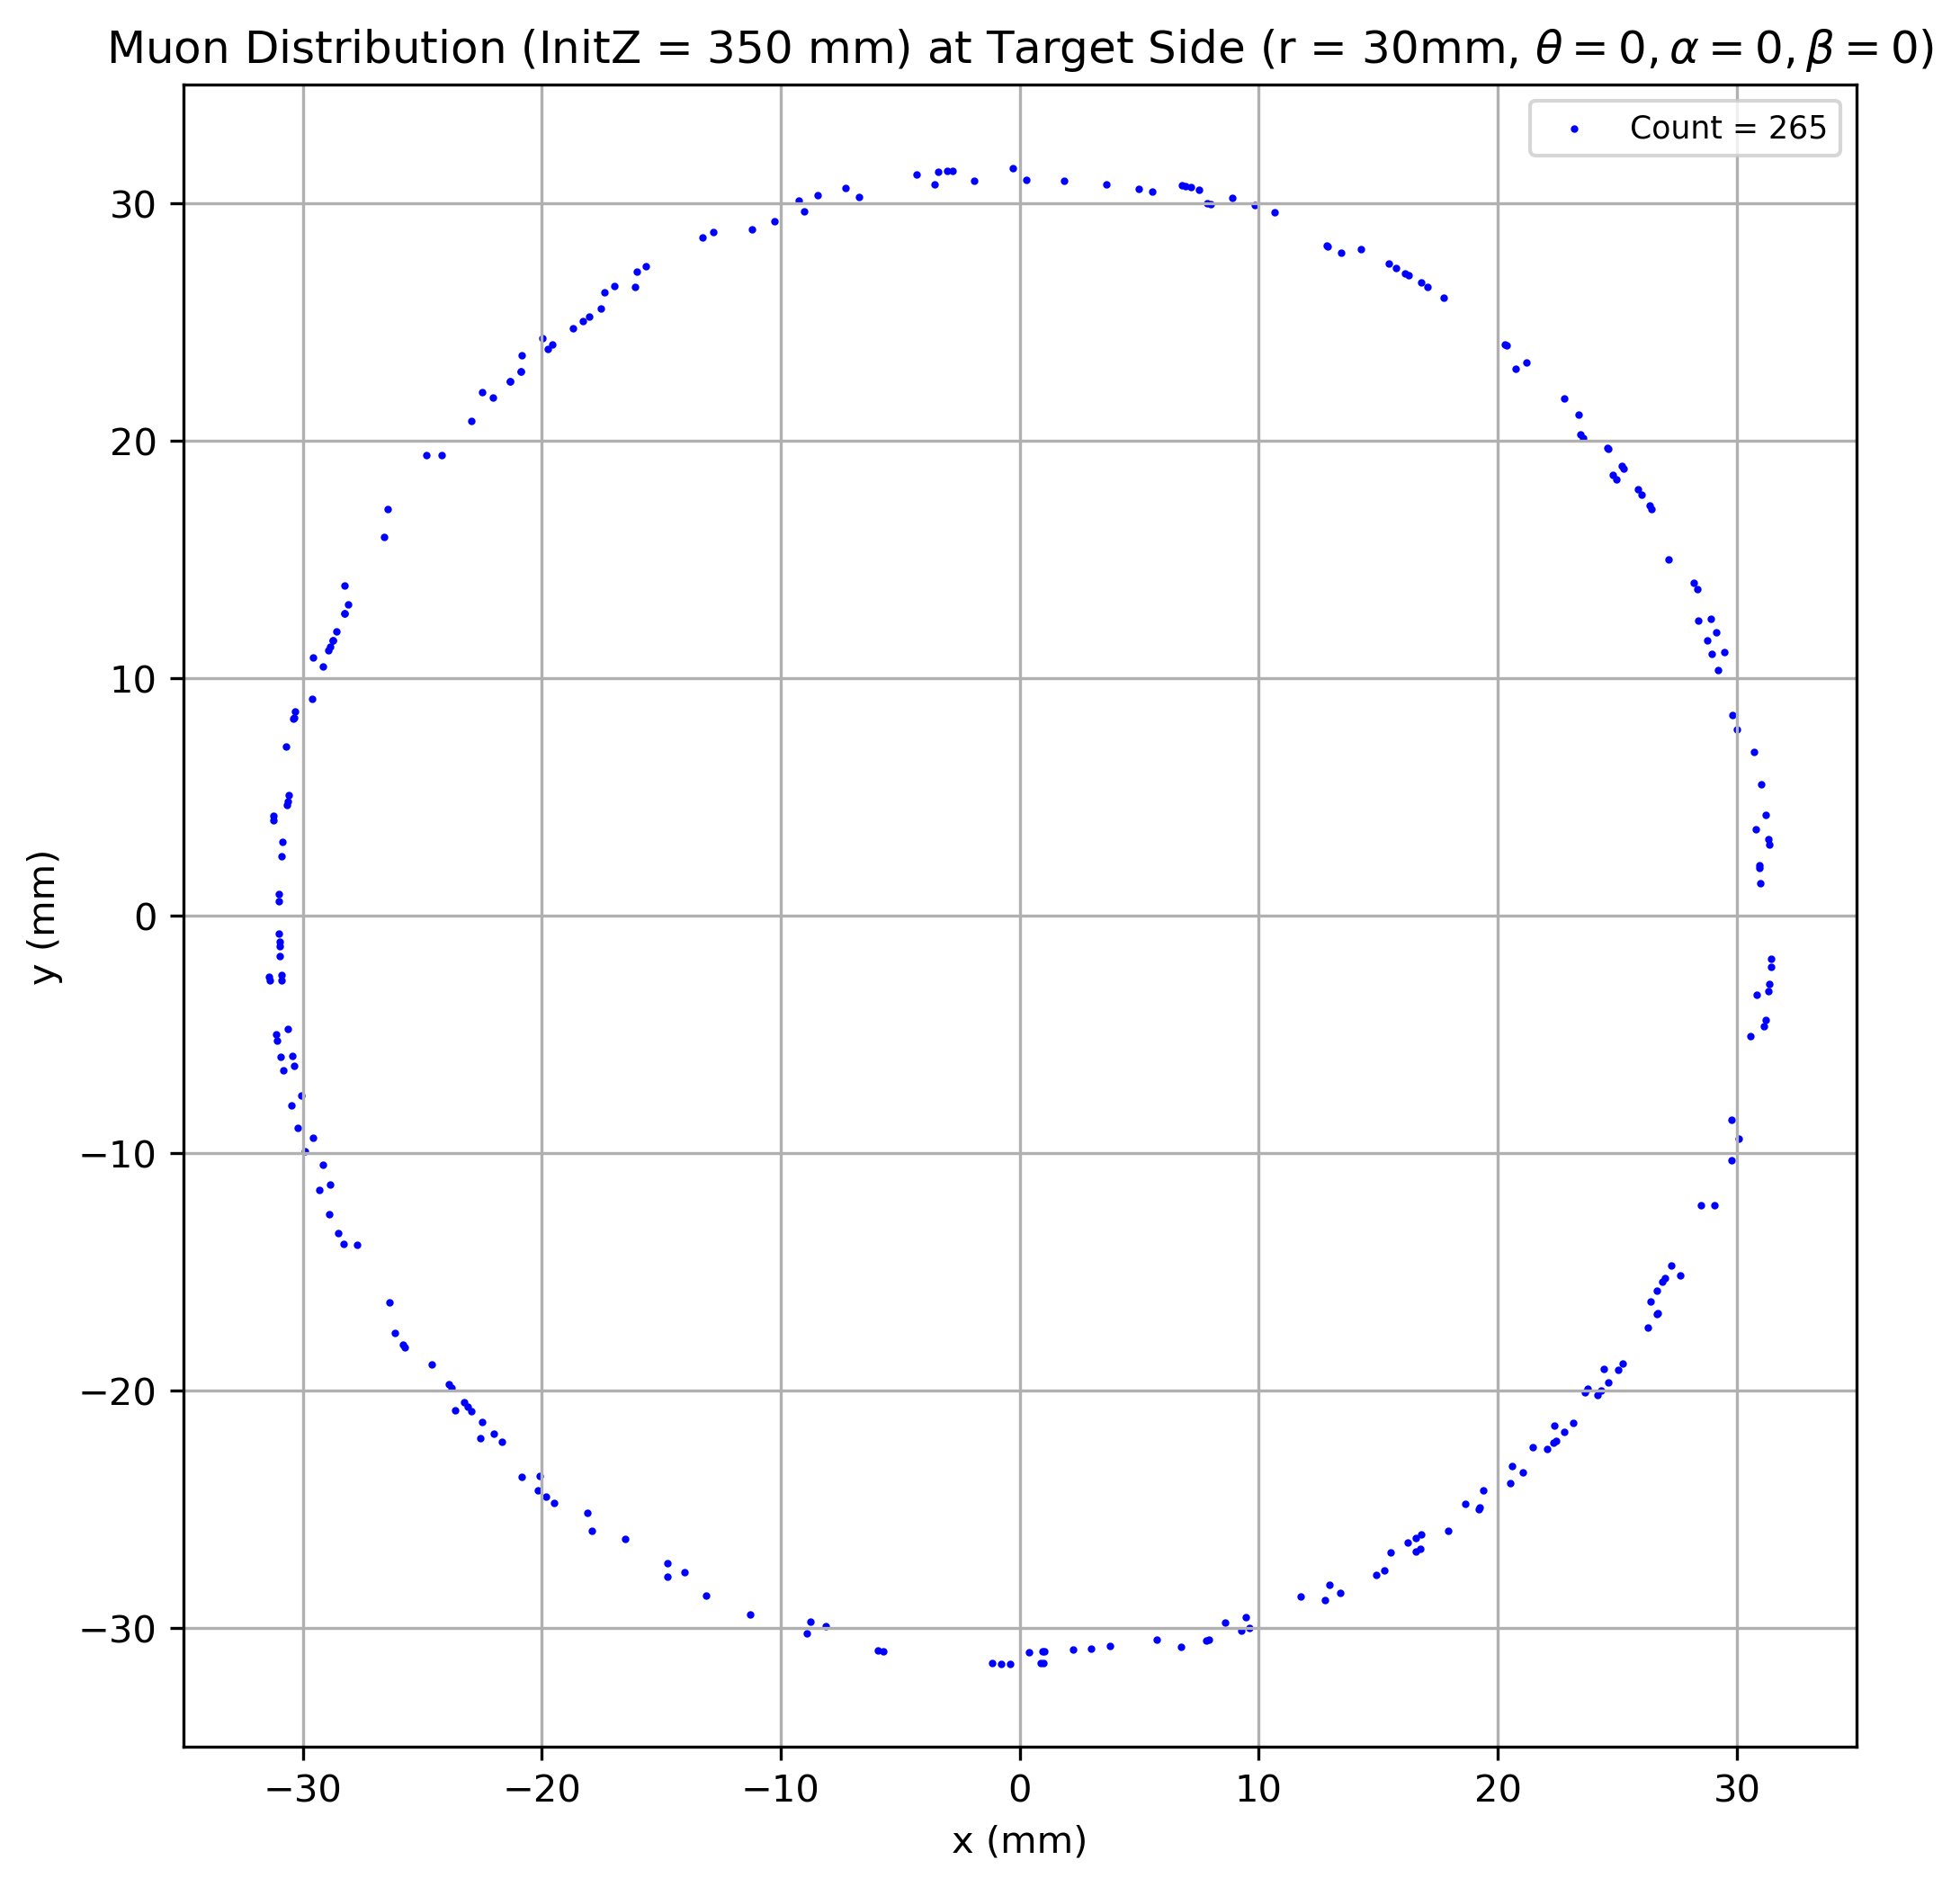 Muon Distribution (InitZ = 350 mm) at Target Side (r = 30mm, θ = 0, α = 0, β = 0)
Count = 265
30
20
10
0
−10
−20
−30
y (mm)
−30 −20 −10 0 10 20 30
x (mm)